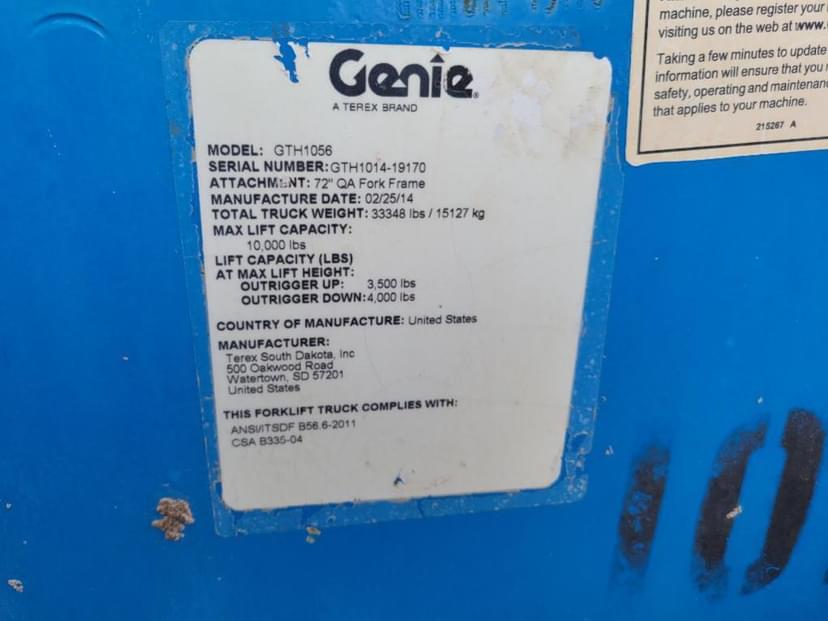 Genie
A TEREX BRAND
MODEL: GTH1056
SERIAL NUMBER: GTH1014-19170
ATTACHMENT: 72" QA Fork Frame
MANUFACTURE DATE: 02/25/14
TOTAL TRUCK WEIGHT: 33348 lbs / 15127 kg
MAX LIFT CAPACITY:
10,000 lbs
LIFT CAPACITY (LBS)
AT MAX LIFT HEIGHT:
OUTRIGGER UP: 3,500 lbs
OUTRIGGER DOWN: 4,000 lbs
COUNTRY OF MANUFACTURE: United States
MANUFACTURER:
Terex South Dakota, Inc
500 Oakwood Road
Watertown, SD 57201
United States
THIS FORKLIFT TRUCK COMPLIES WITH:
ANSI/ITSDF B56.6-2011
CSA B335-04
machine, please register your
visiting us on the web at www.
Taking a few minutes to update
information will ensure that you
safety, operating and maintenan
that applies to your machine.
215267 A
10